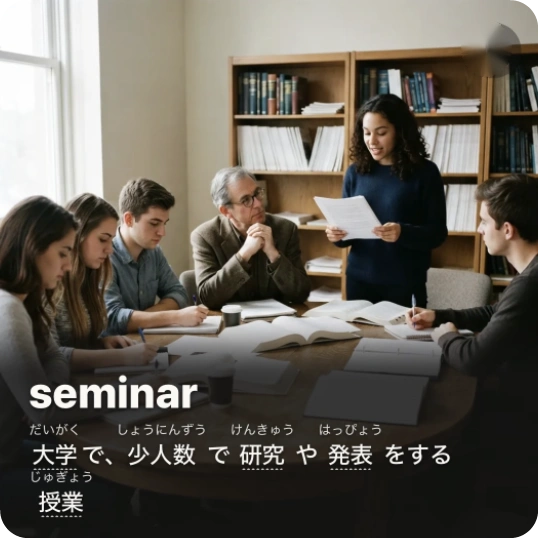 seminar
だいがく しょうにんずう けんきゅう はっぴょう
大学で、少人数で研究や発表をする
じゅぎょう
授業